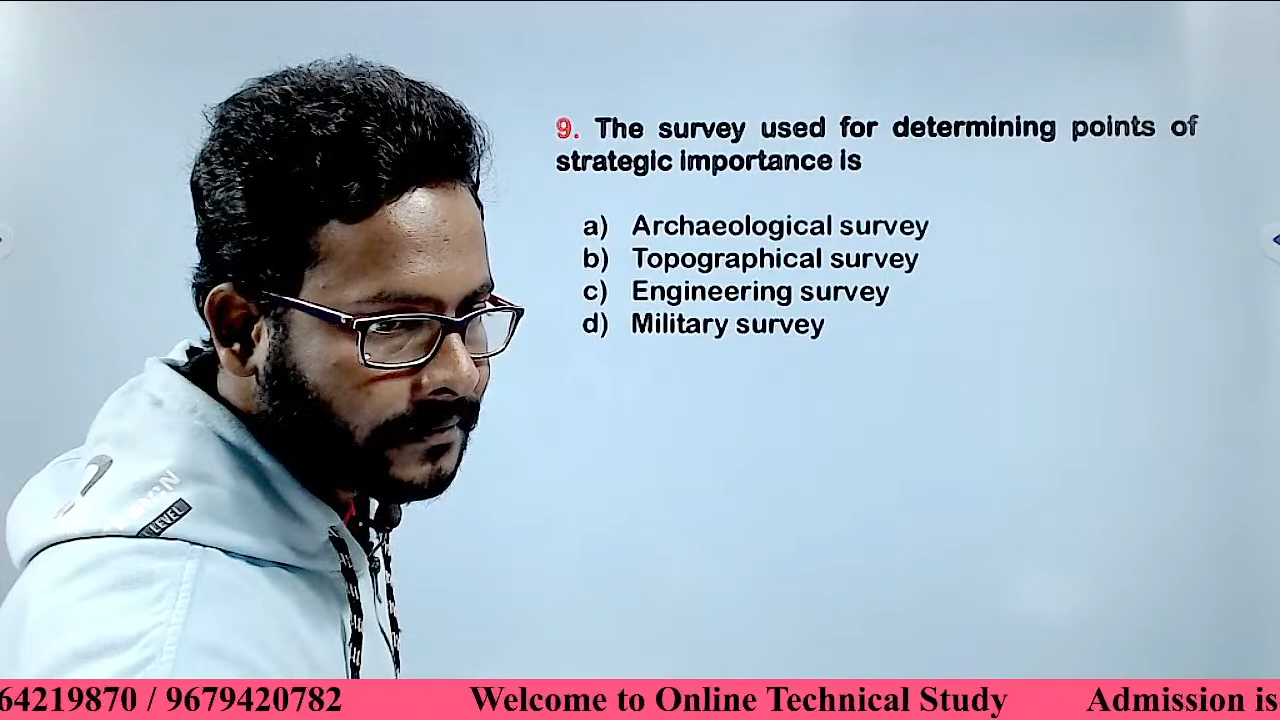 9. The survey used for determining points of
strategic importance is
a) Archaeological survey
b) Topographical survey
c) Engineering survey
d) Military survey
LEVEL
64219870 / 9679420782 Welcome to Online Technical Study Admission is